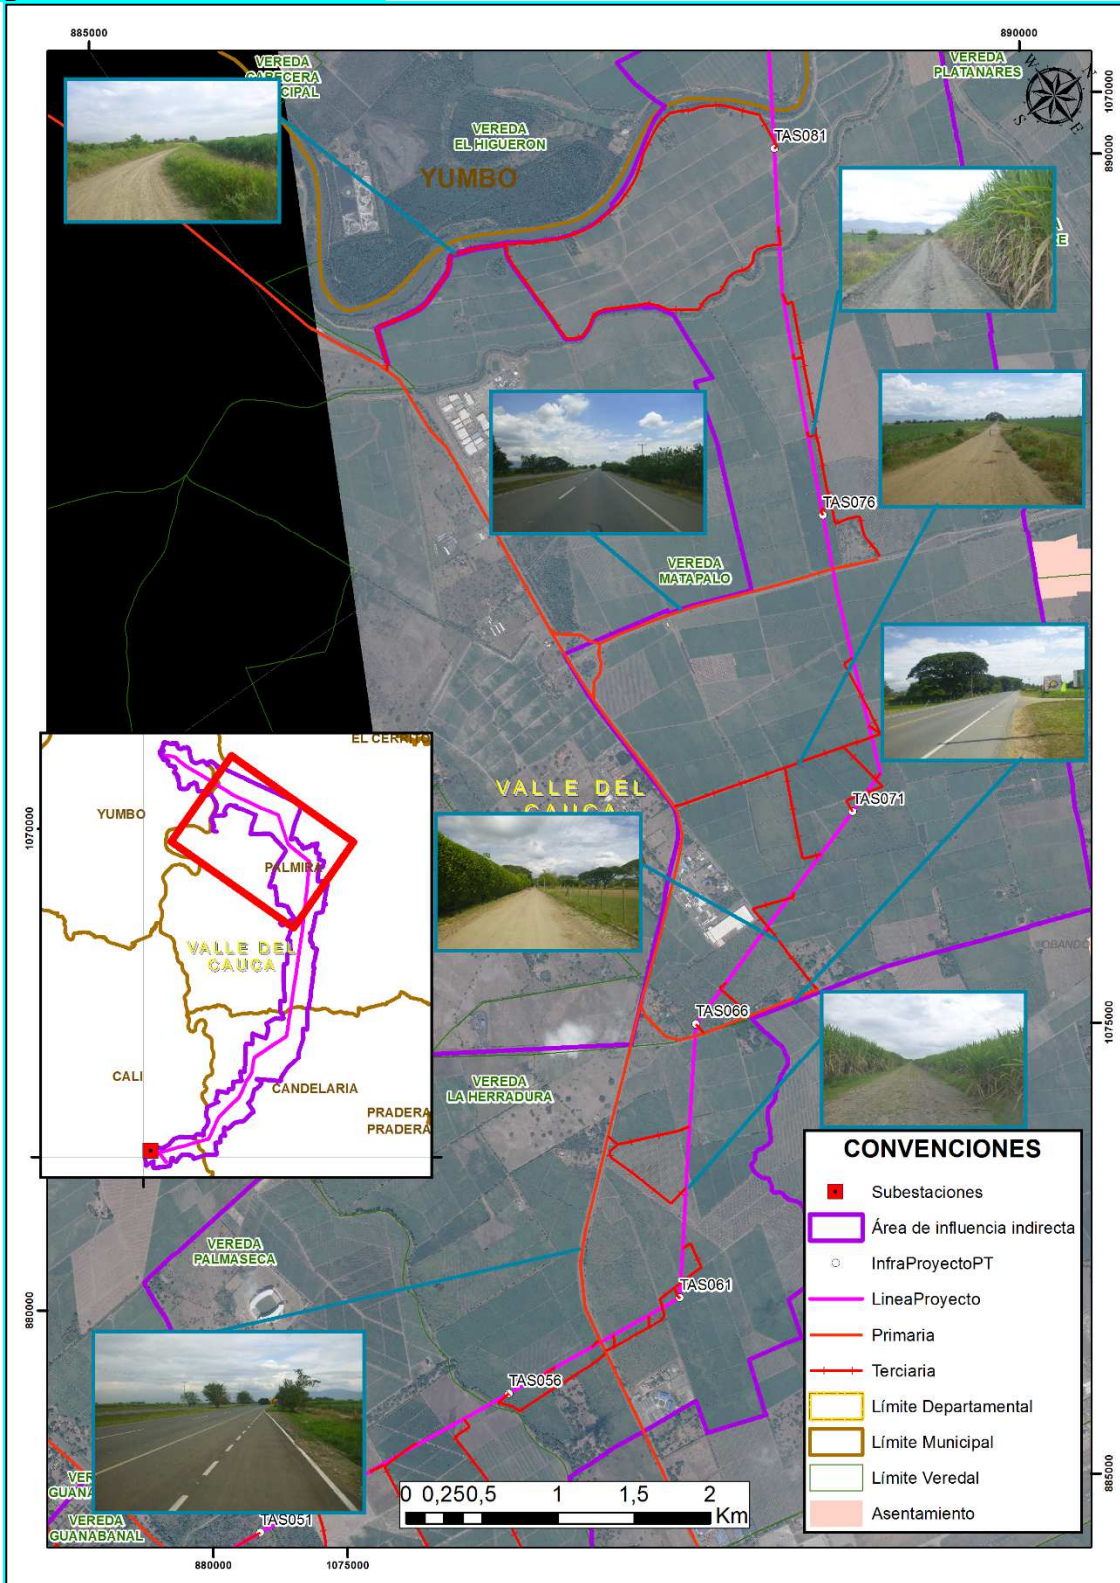 885000
890000
VEREDA
CABECERA
CIPAL
VEREDA
PLATANARES
N
W
S
E
1070000
890000
VEREDA
EL HIGUERON
YUMBO
TAS081
TAS076
VEREDA
MATAPALO
TAS071
VALLE DEL
CAUCA
OBANDO
TAS066
1075000
VEREDA
LA HERRADURA
EL CERRITO
YUMBO
1070000
PALMIRA
VALLE DEL
CAUCA
CALI
CANDELARIA
PRADERA
PRADERA
VEREDA
PALMASECA
880000
TAS061
TAS056
TAS051
VEREDA
GUANABANAL
885000
CONVENCIONES
Subestaciones
Área de influencia indirecta
InfraProyectoPT
LineaProyecto
Primaria
Terciaria
Límite Departamental
Límite Municipal
Límite Veredal
Asentamiento
0 0,25 0,5 1 1,5 2
Km
880000
1075000